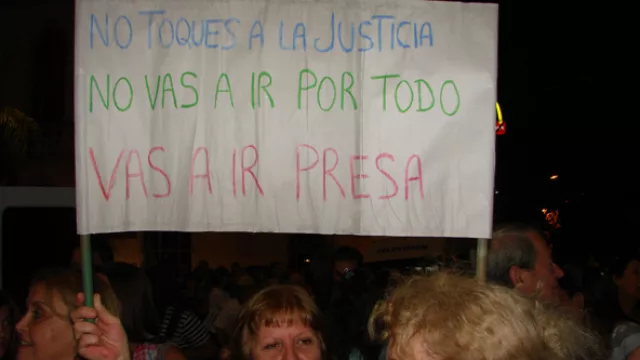 NO TOQUES A LA JUSTICIA
NO VAS A IR POR TODO
VAS A IR PRESA